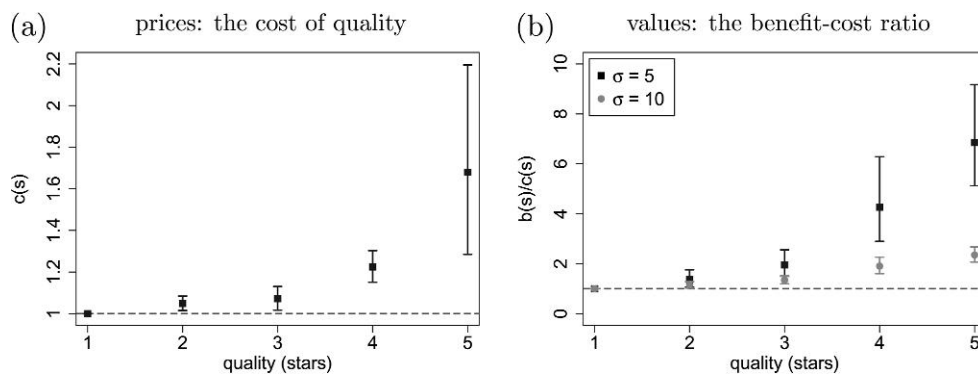 (a) prices: the cost of quality
c(s)
2.2
2
1.8
1.6
1.4
1.2
1
1 2 3 4 5
quality (stars)
(b) values: the benefit-cost ratio
b(s)/c(s)
10
8
6
4
2
0
σ = 5
σ = 10
1 2 3 4 5
quality (stars)